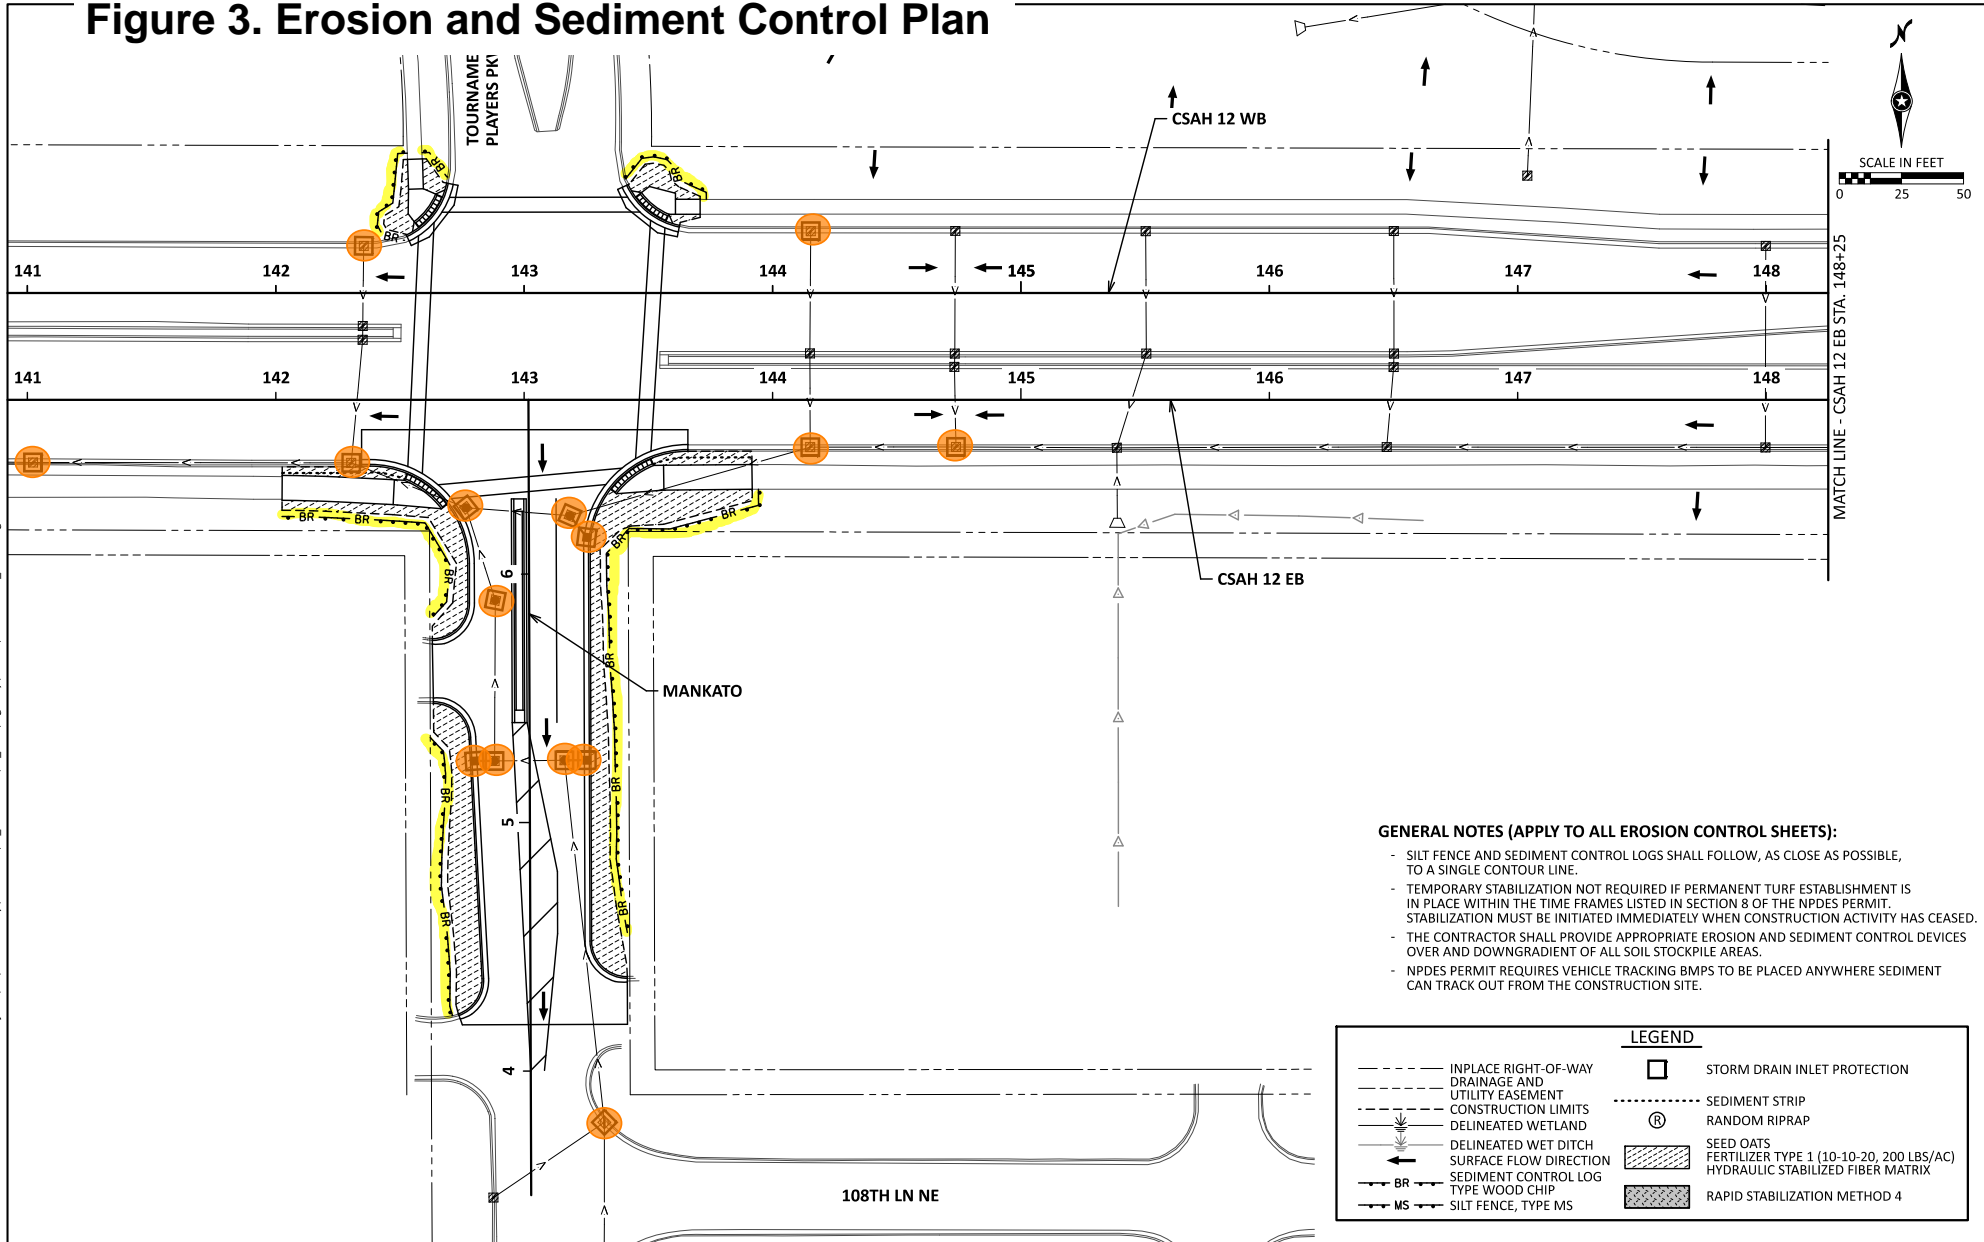 Figure 3. Erosion and Sediment Control Plan
TOURNAME
PLAYERS PK
N
CSAH 12 WB
SCALE IN FEET
0 25 50
BR
BR
BR
141 142 143 144 145 146 147 148
MATCH LINE - CSAH 12 EB STA. 148+25
141 142 143 144 145 146 147 148
BR BR
BR
BR
BR
6
CSAH 12 EB
BR
MANKATO
BR
BR
5
BR
BR
4
108TH LN NE
GENERAL NOTES (APPLY TO ALL EROSION CONTROL SHEETS):
- SILT FENCE AND SEDIMENT CONTROL LOGS SHALL FOLLOW, AS CLOSE AS POSSIBLE,
TO A SINGLE CONTOUR LINE.
- TEMPORARY STABILIZATION NOT REQUIRED IF PERMANENT TURF ESTABLISHMENT IS
IN PLACE WITHIN THE TIME FRAMES LISTED IN SECTION 8 OF THE NPDES PERMIT.
STABILIZATION MUST BE INITIATED IMMEDIATELY WHEN CONSTRUCTION ACTIVITY HAS CEASED.
- THE CONTRACTOR SHALL PROVIDE APPROPRIATE EROSION AND SEDIMENT CONTROL DEVICES
OVER AND DOWNGRADIENT OF ALL SOIL STOCKPILE AREAS.
- NPDES PERMIT REQUIRES VEHICLE TRACKING BMPS TO BE PLACED ANYWHERE SEDIMENT
CAN TRACK OUT FROM THE CONSTRUCTION SITE.
LEGEND
INPLACE RIGHT-OF-WAY
DRAINAGE AND
UTILITY EASEMENT
CONSTRUCTION LIMITS
DELINEATED WETLAND
DELINEATED WET DITCH
SURFACE FLOW DIRECTION
BR SEDIMENT CONTROL LOG
TYPE WOOD CHIP
MS SILT FENCE, TYPE MS
STORM DRAIN INLET PROTECTION
SEDIMENT STRIP
R RANDOM RIPRAP
SEED OATS
FERTILIZER TYPE 1 (10-10-20, 200 LBS/AC)
HYDRAULIC STABILIZED FIBER MATRIX
RAPID STABILIZATION METHOD 4